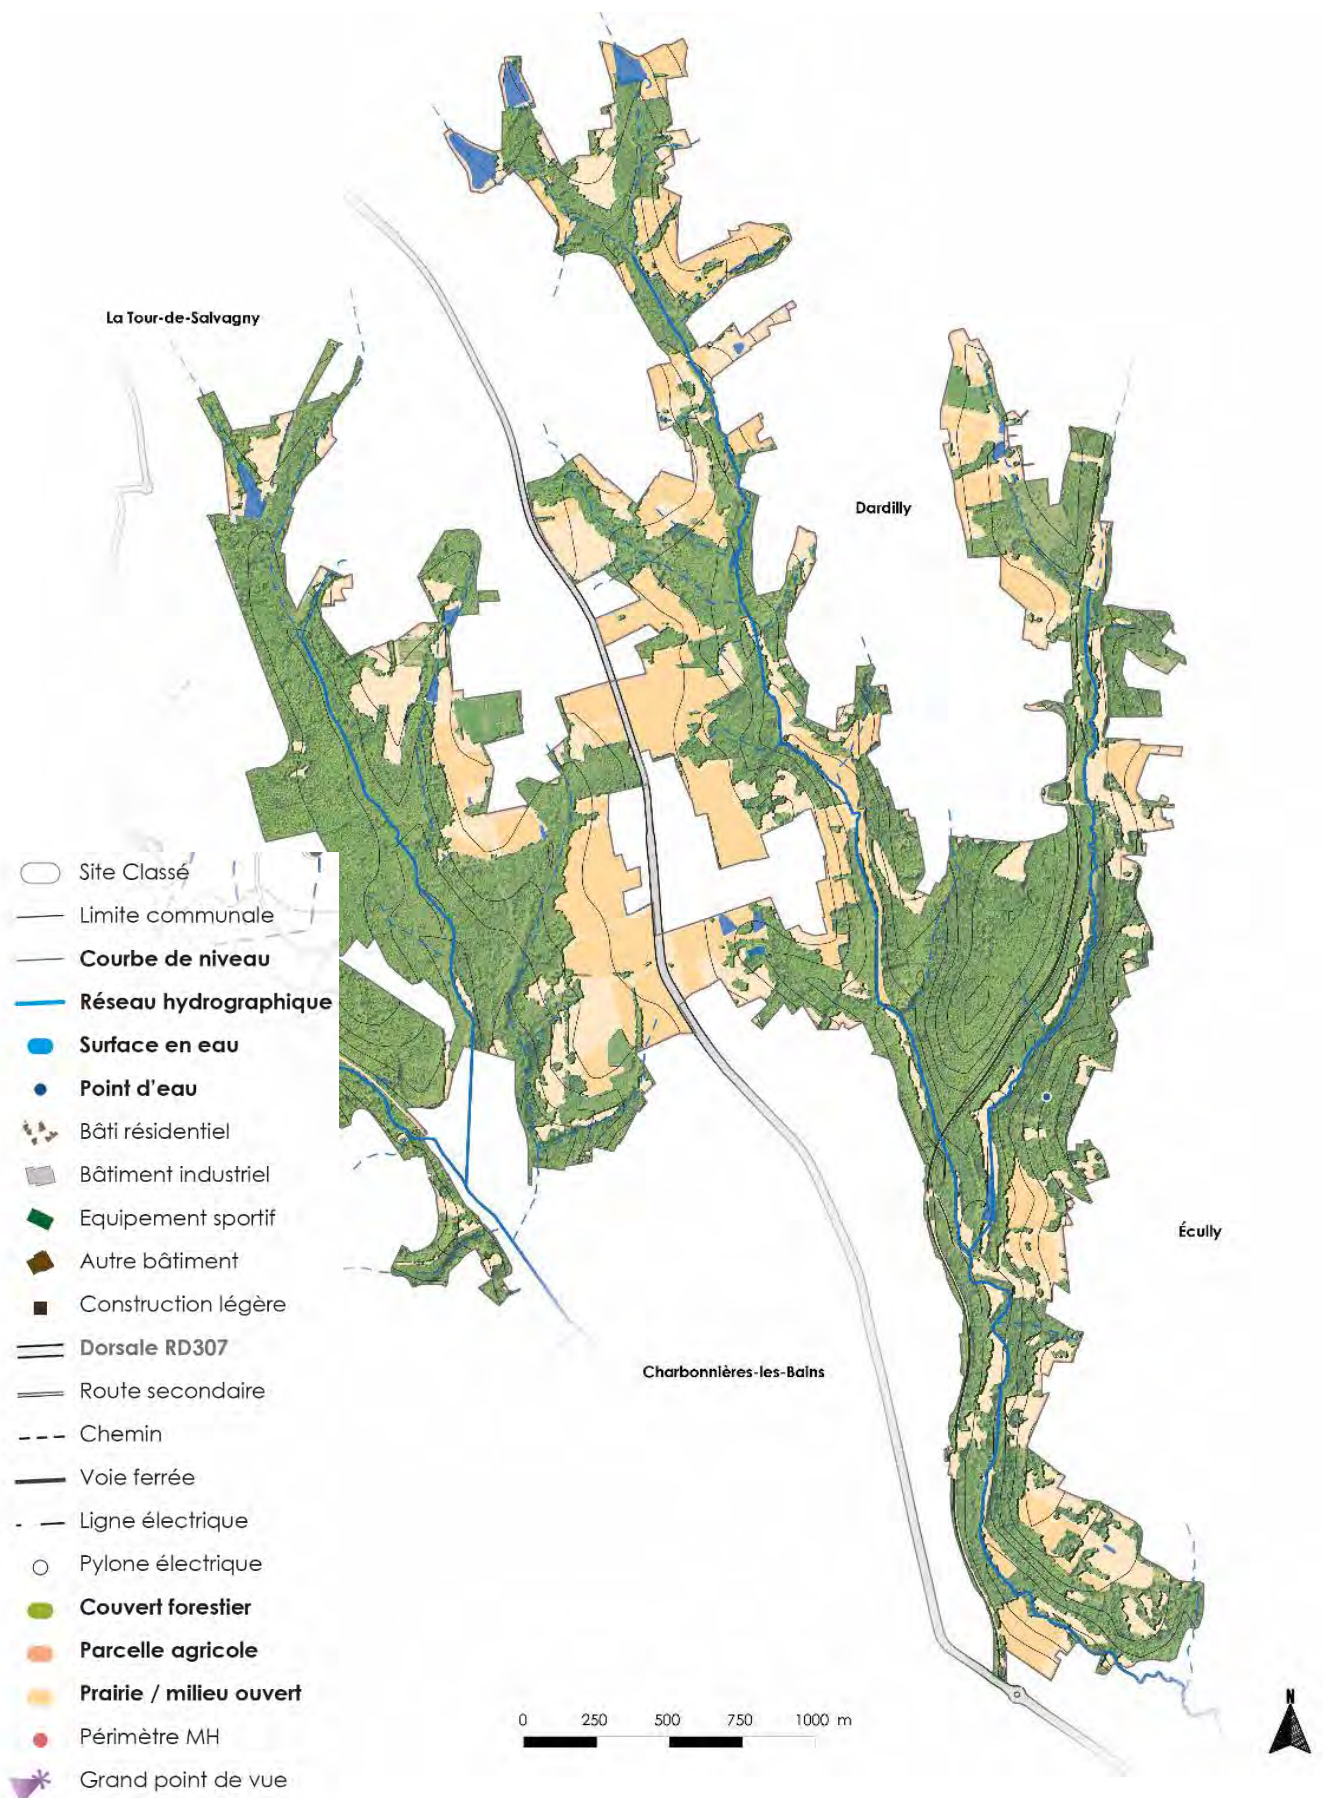 La Tour-de-Salvagny
Dardilly
Site Classé
Limite communale
Courbe de niveau
Réseau hydrographique
Surface en eau
Point d'eau
Bâti résidentiel
Bâtiment industriel
Equipement sportif
Autre bâtiment
Construction légère
Dorsale RD307
Route secondaire
Chemin
Voie ferrée
Ligne électrique
Pylone électrique
Couvert forestier
Parcelle agricole
Prairie / milieu ouvert
Périmètre MH
Grand point de vue
Écully
Charbonnières-les-Bains
0 250 500 750 1000 m
N